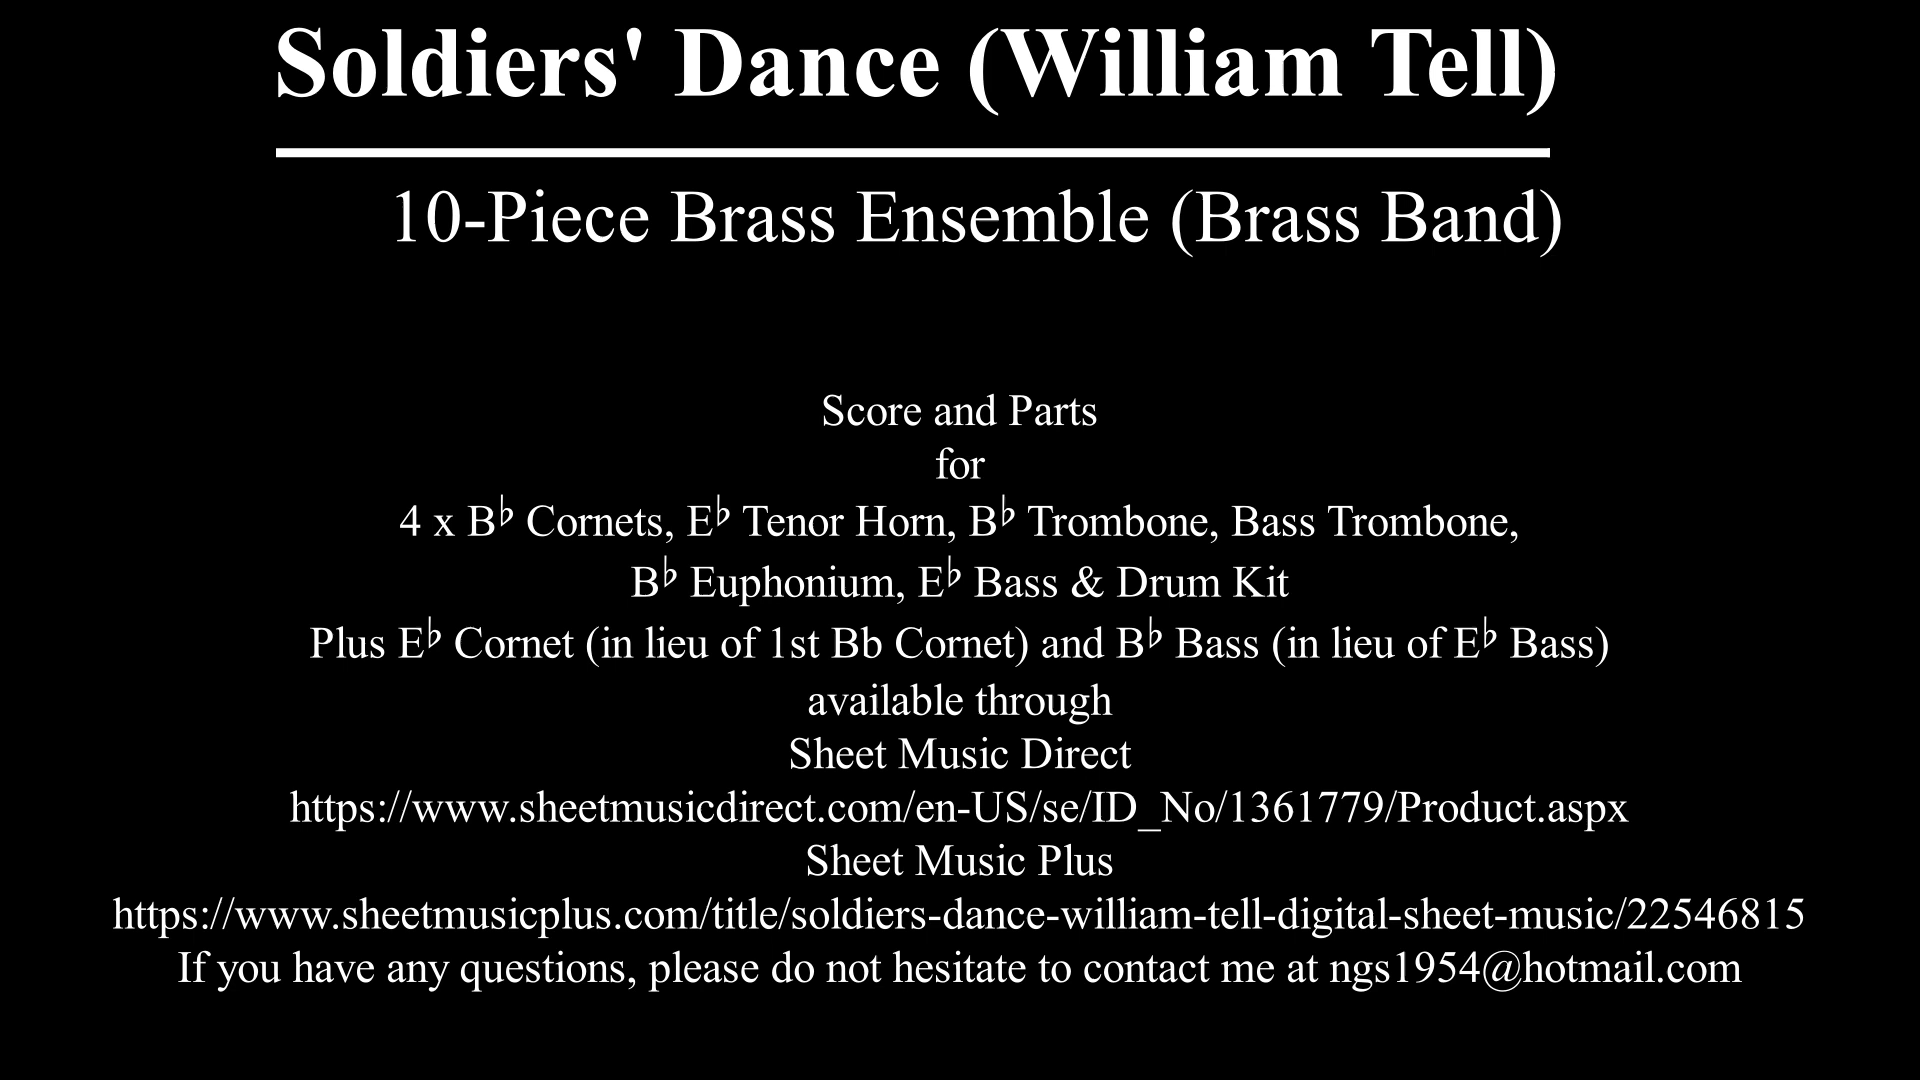 Soldiers' Dance (William Tell)
10-Piece Brass Ensemble (Brass Band)
Score and Parts
for
4 x B♭ Cornets, E♭ Tenor Horn, B♭ Trombone, Bass Trombone,
B♭ Euphonium, E♭ Bass & Drum Kit
Plus E♭ Cornet (in lieu of 1st Bb Cornet) and B♭ Bass (in lieu of E♭ Bass)
available through
Sheet Music Direct
https://www.sheetmusicdirect.com/en-US/se/ID_No/1361779/Product.aspx
Sheet Music Plus
https://www.sheetmusicplus.com/title/soldiers-dance-william-tell-digital-sheet-music/22546815
If you have any questions, please do not hesitate to contact me at ngs1954@hotmail.com